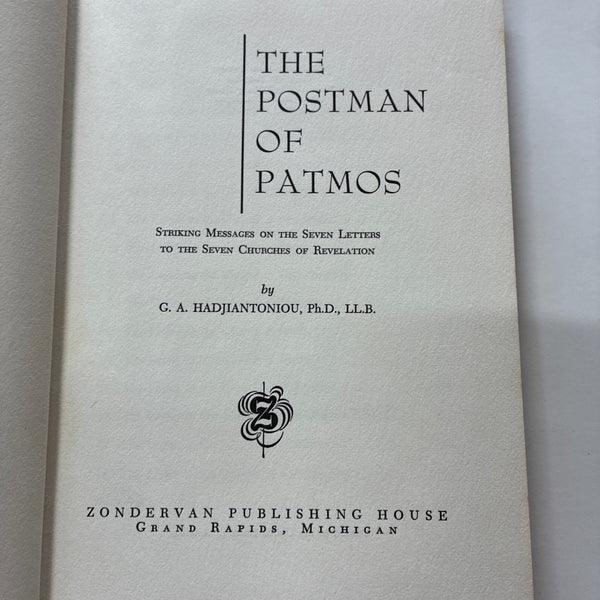 THE
POSTMAN
OF
PATMOS
STRIKING MESSAGES ON THE SEVEN LETTERS
TO THE SEVEN CHURCHES OF REVELATION
by
G. A. HADJIANTONIOU, Ph.D., LL.B.
Z
ZONDERVAN PUBLISHING HOUSE
GRAND RAPIDS, MICHIGAN